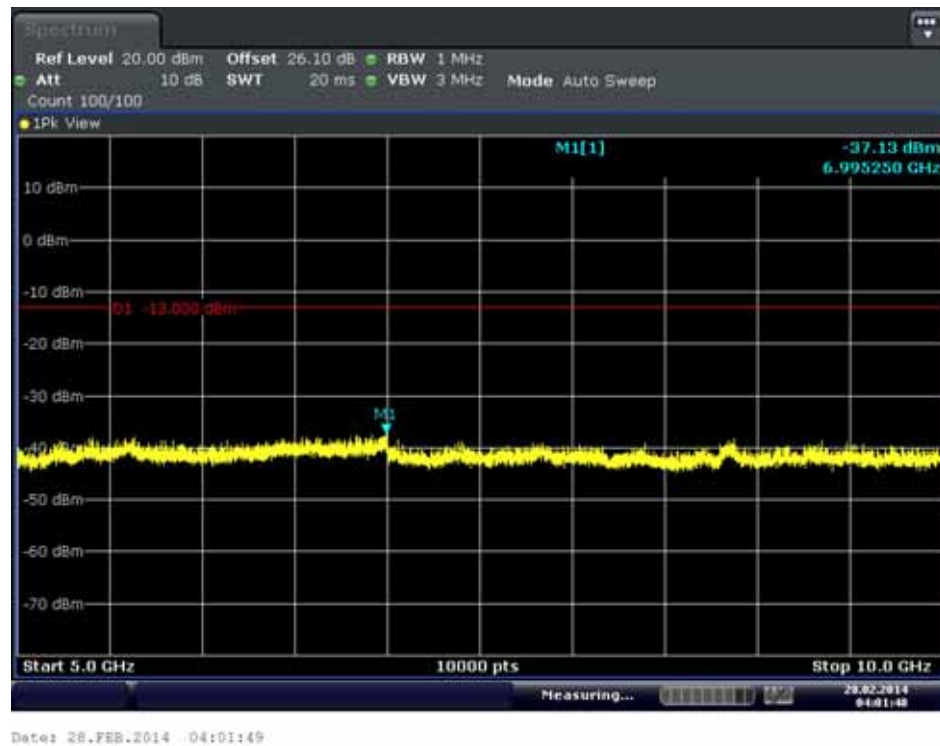 Spectrum
Ref Level 20.00 dBm Offset 26.10 dB RBW 1 MHz
Att 10 dB SWT 20 ms VBW 3 MHz Mode Auto Sweep
Count 100/100
1Pk View
M1[1] -37.13 dBm
6.995250 GHz
10 dBm
0 dBm
-10 dBm
D1 -13.000 dBm
-20 dBm
-30 dBm
M1
-40 dBm
-50 dBm
-60 dBm
-70 dBm
Start 5.0 GHz 10000 pts Stop 10.0 GHz
Measuring... 28.02.2014
04:01:48
Date: 28.FEB.2014 04:01:49